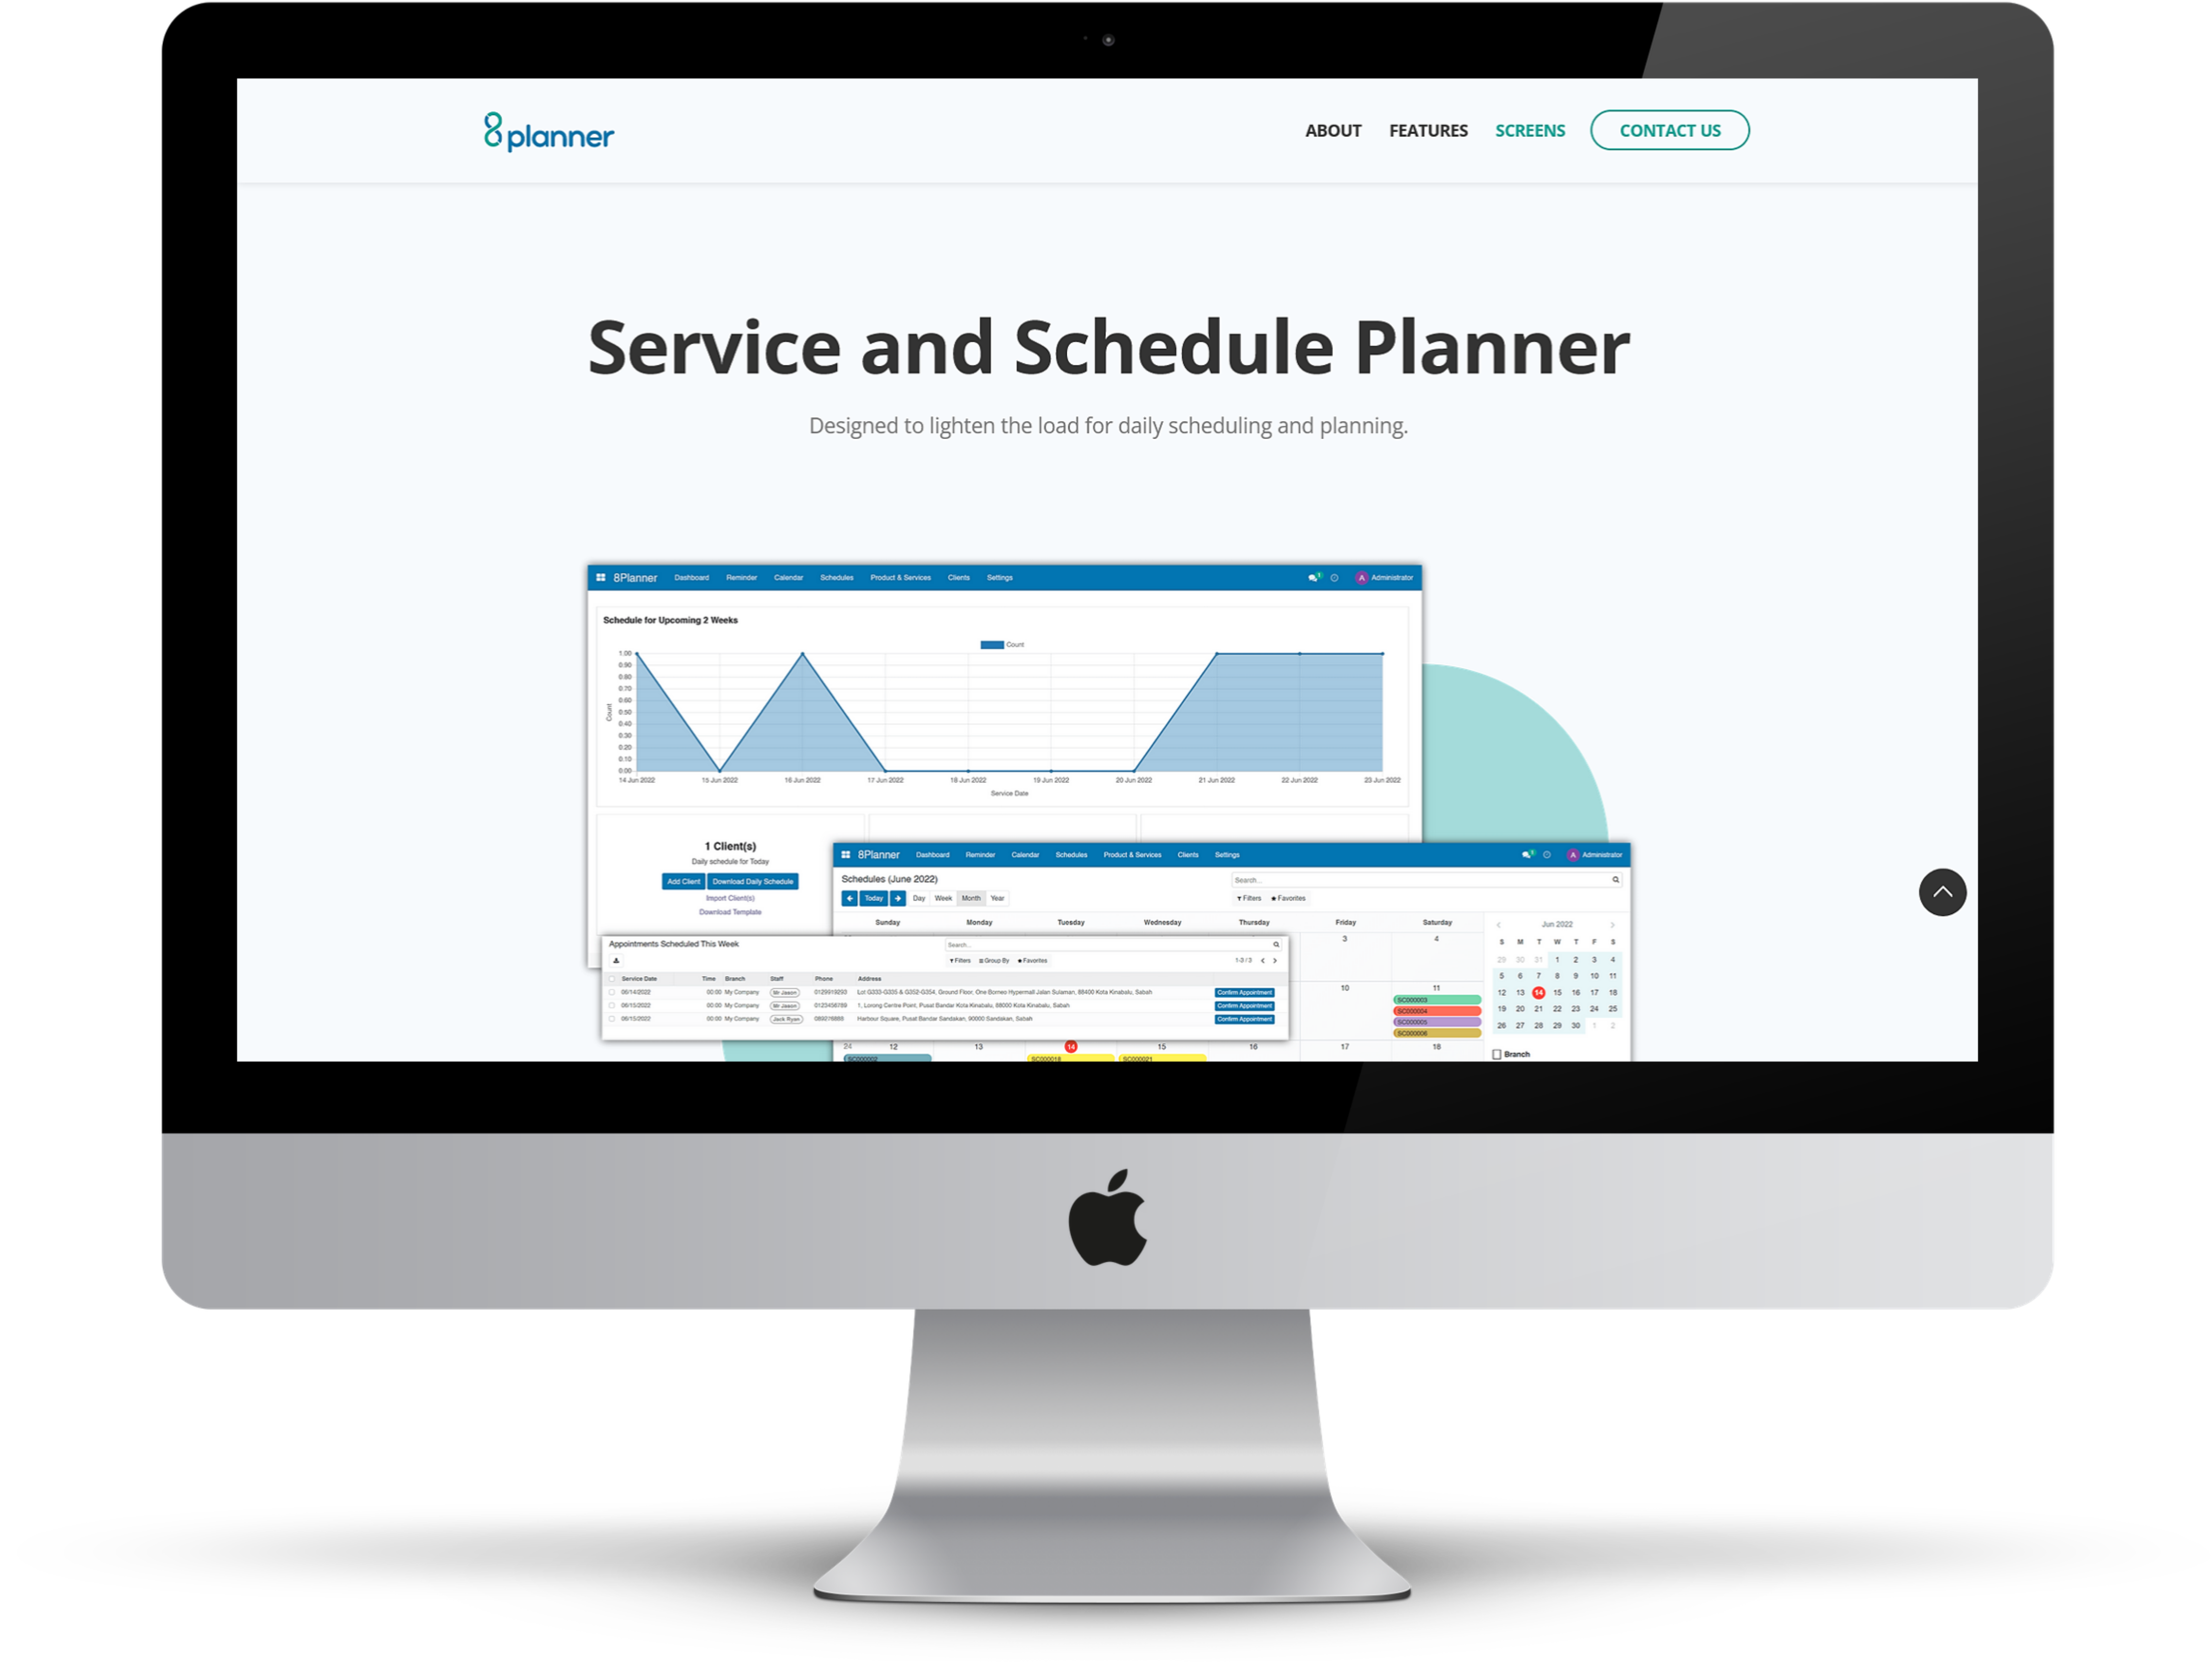 8planner
ABOUT FEATURES SCREENS CONTACT US
Service and Schedule Planner
Designed to lighten the load for daily scheduling and planning.
8Planner Dashboard Reminder Calendar Schedules Product & Services Clients Settings 1 A Administrator
Schedule for Upcoming 2 Weeks
Count
1.00
0.90
0.80
0.70
0.60
0.50
0.40
0.30
0.20
0.10
0.00
Count
14 Jun 2022 15 Jun 2022 16 Jun 2022 17 Jun 2022 18 Jun 2022 19 Jun 2022 20 Jun 2022 21 Jun 2022 22 Jun 2022 23 Jun 2022
Service Date
1 Client(s)
Daily schedule for Today
Add Client Download Daily Schedule
Import Client(s)
Download Template
8Planner Dashboard Reminder Calendar Schedules Product & Services Clients Settings A Administrator
Schedules (June 2022)
Search...
Today Day Week Month Year
Filters Favorites
Sunday Monday Tuesday Wednesday Thursday Friday Saturday
3 4
10 11
SC000003
SC000004
SC000005
SC000006
24 12 13 14 15 16 17 18
SC000002 SC000018 SC000021
Jun 2022
S M T W T F S
29 30 31 1 2 3 4
5 6 7 8 9 10 11
12 13 14 15 16 17 18
19 20 21 22 23 24 25
26 27 28 29 30 1 2
Branch
Appointments Scheduled This Week
Search...
Filters Group By Favorites
1-3 / 3
Service Date Time Branch Staff Phone Address
06/14/2022 00:00 My Company Mr Jason 0129919293 Lot G333-G335 & G352-G354, Ground Floor, One Borneo Hypermall Jalan Sulaman, 88400 Kota Kinabalu, Sabah Confirm Appointment
06/15/2022 00:00 My Company Mr Jason 0123456789 1, Lorong Centre Point, Pusat Bandar Kota Kinabalu, 88000 Kota Kinabalu, Sabah Confirm Appointment
06/15/2022 00:00 My Company Jack Ryan Harbour Square, Pusat Bandar Sandakan, 90000 Sandakan, Sabah Confirm Appointment